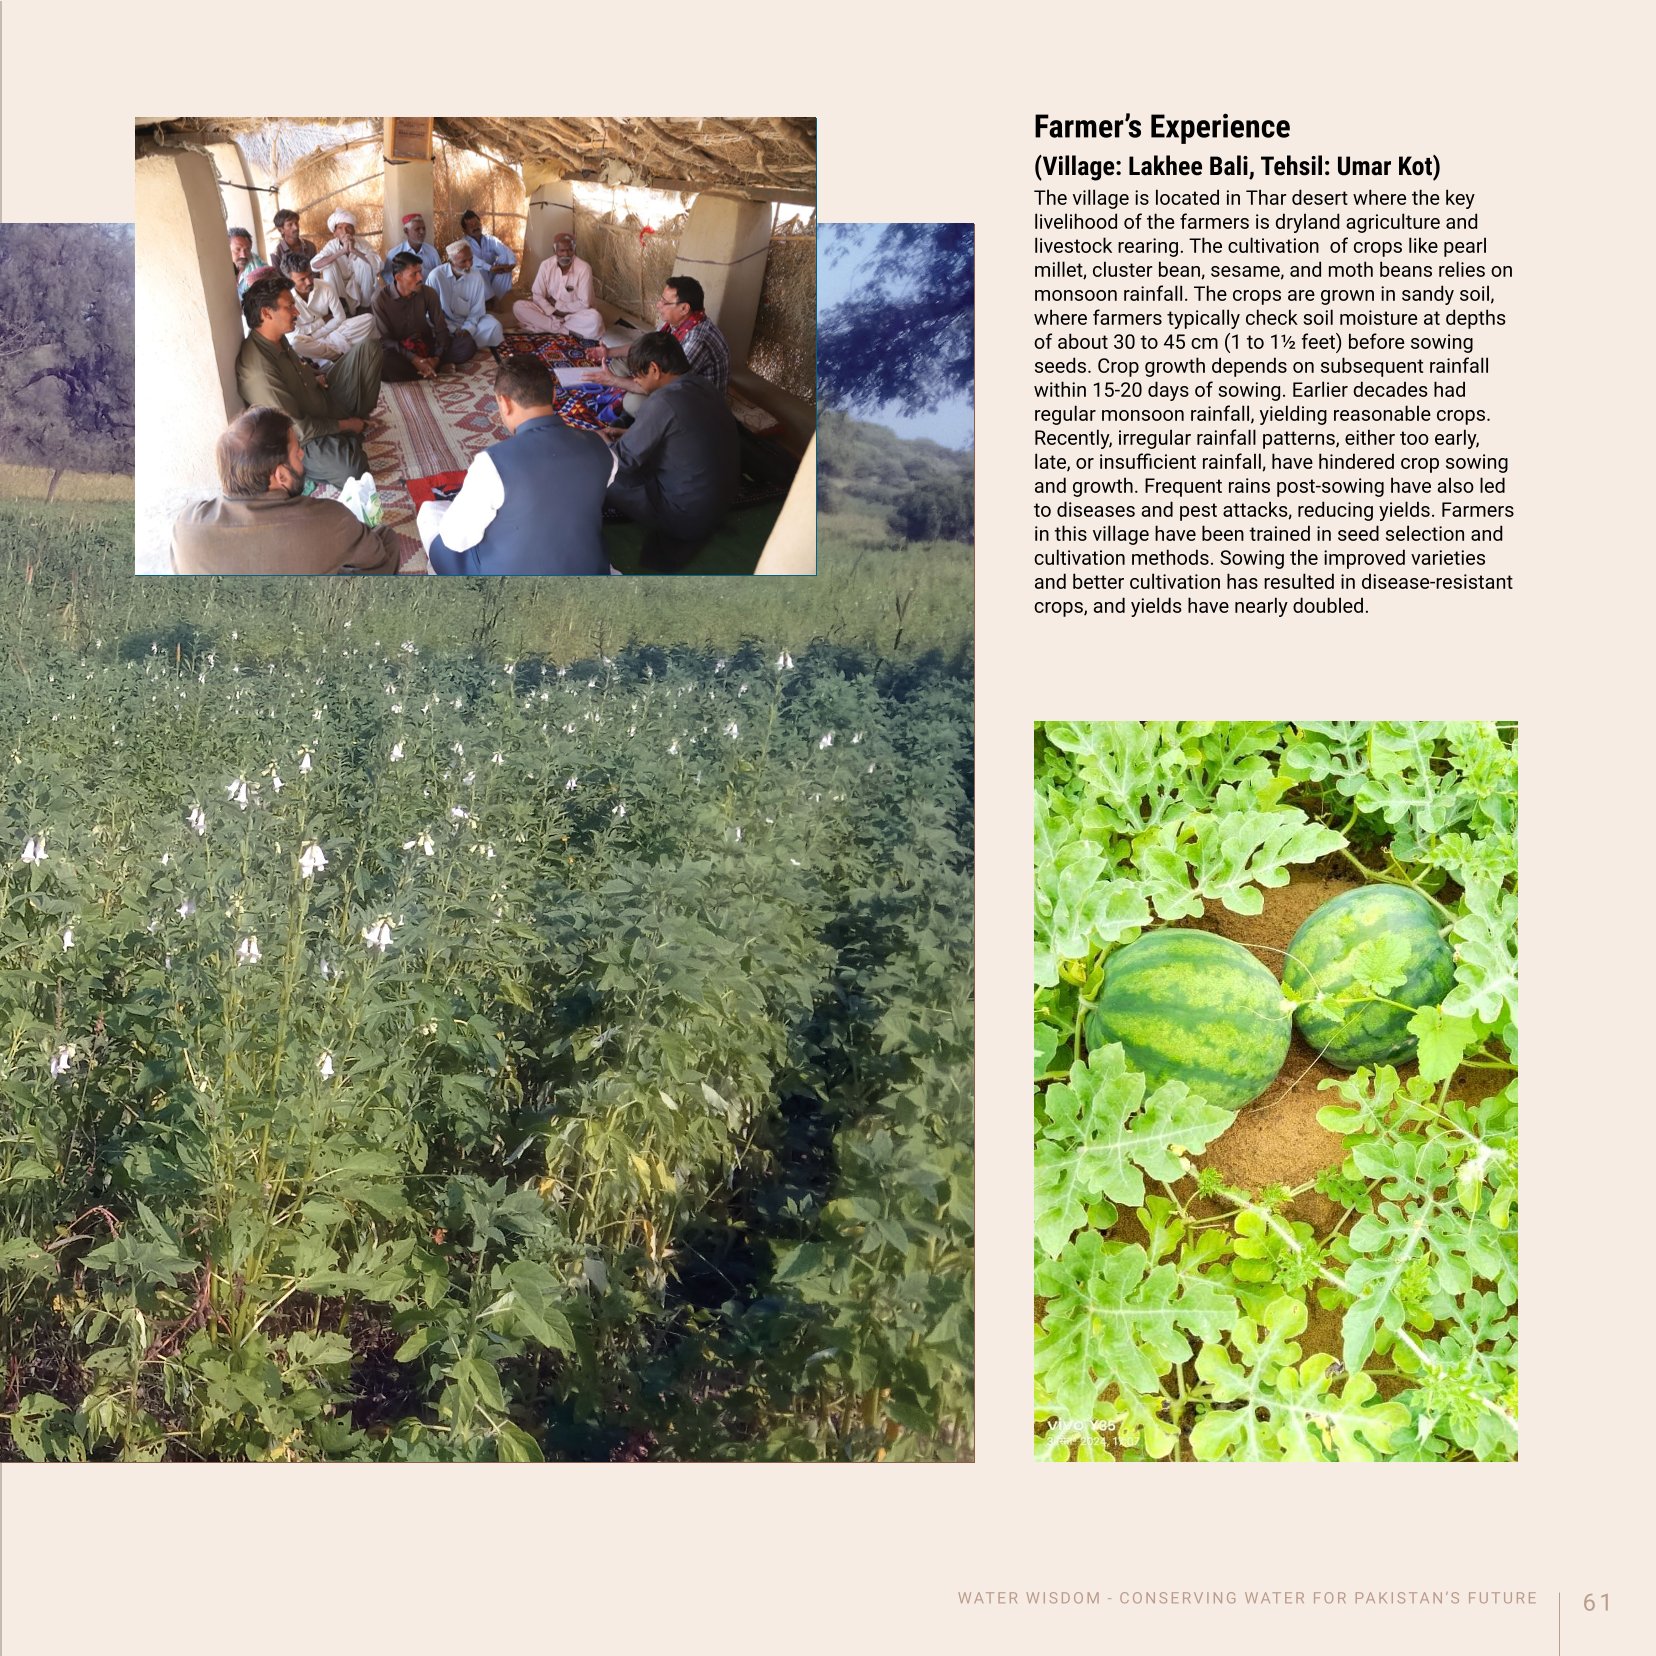 Farmer’s Experience
(Village: Lakhee Bali, Tehsil: Umar Kot)
The village is located in Thar desert where the key
livelihood of the farmers is dryland agriculture and
livestock rearing. The cultivation  of crops like pearl
millet, cluster bean, sesame, and moth beans relies on
monsoon rainfall. The crops are grown in sandy soil,
where farmers typically check soil moisture at depths
of about 30 to 45 cm (1 to 1½ feet) before sowing
seeds. Crop growth depends on subsequent rainfall
within 15-20 days of sowing. Earlier decades had
regular monsoon rainfall, yielding reasonable crops.
Recently, irregular rainfall patterns, either too early,
late, or insufficient rainfall, have hindered crop sowing
and growth. Frequent rains post-sowing have also led
to diseases and pest attacks, reducing yields. Farmers
in this village have been trained in seed selection and
cultivation methods. Sowing the improved varieties
and better cultivation has resulted in disease-resistant
crops, and yields have nearly doubled.
vivo Y85
2024,
WATER WISDOM - CONSERVING WATER FOR PAKISTAN’S FUTURE
61